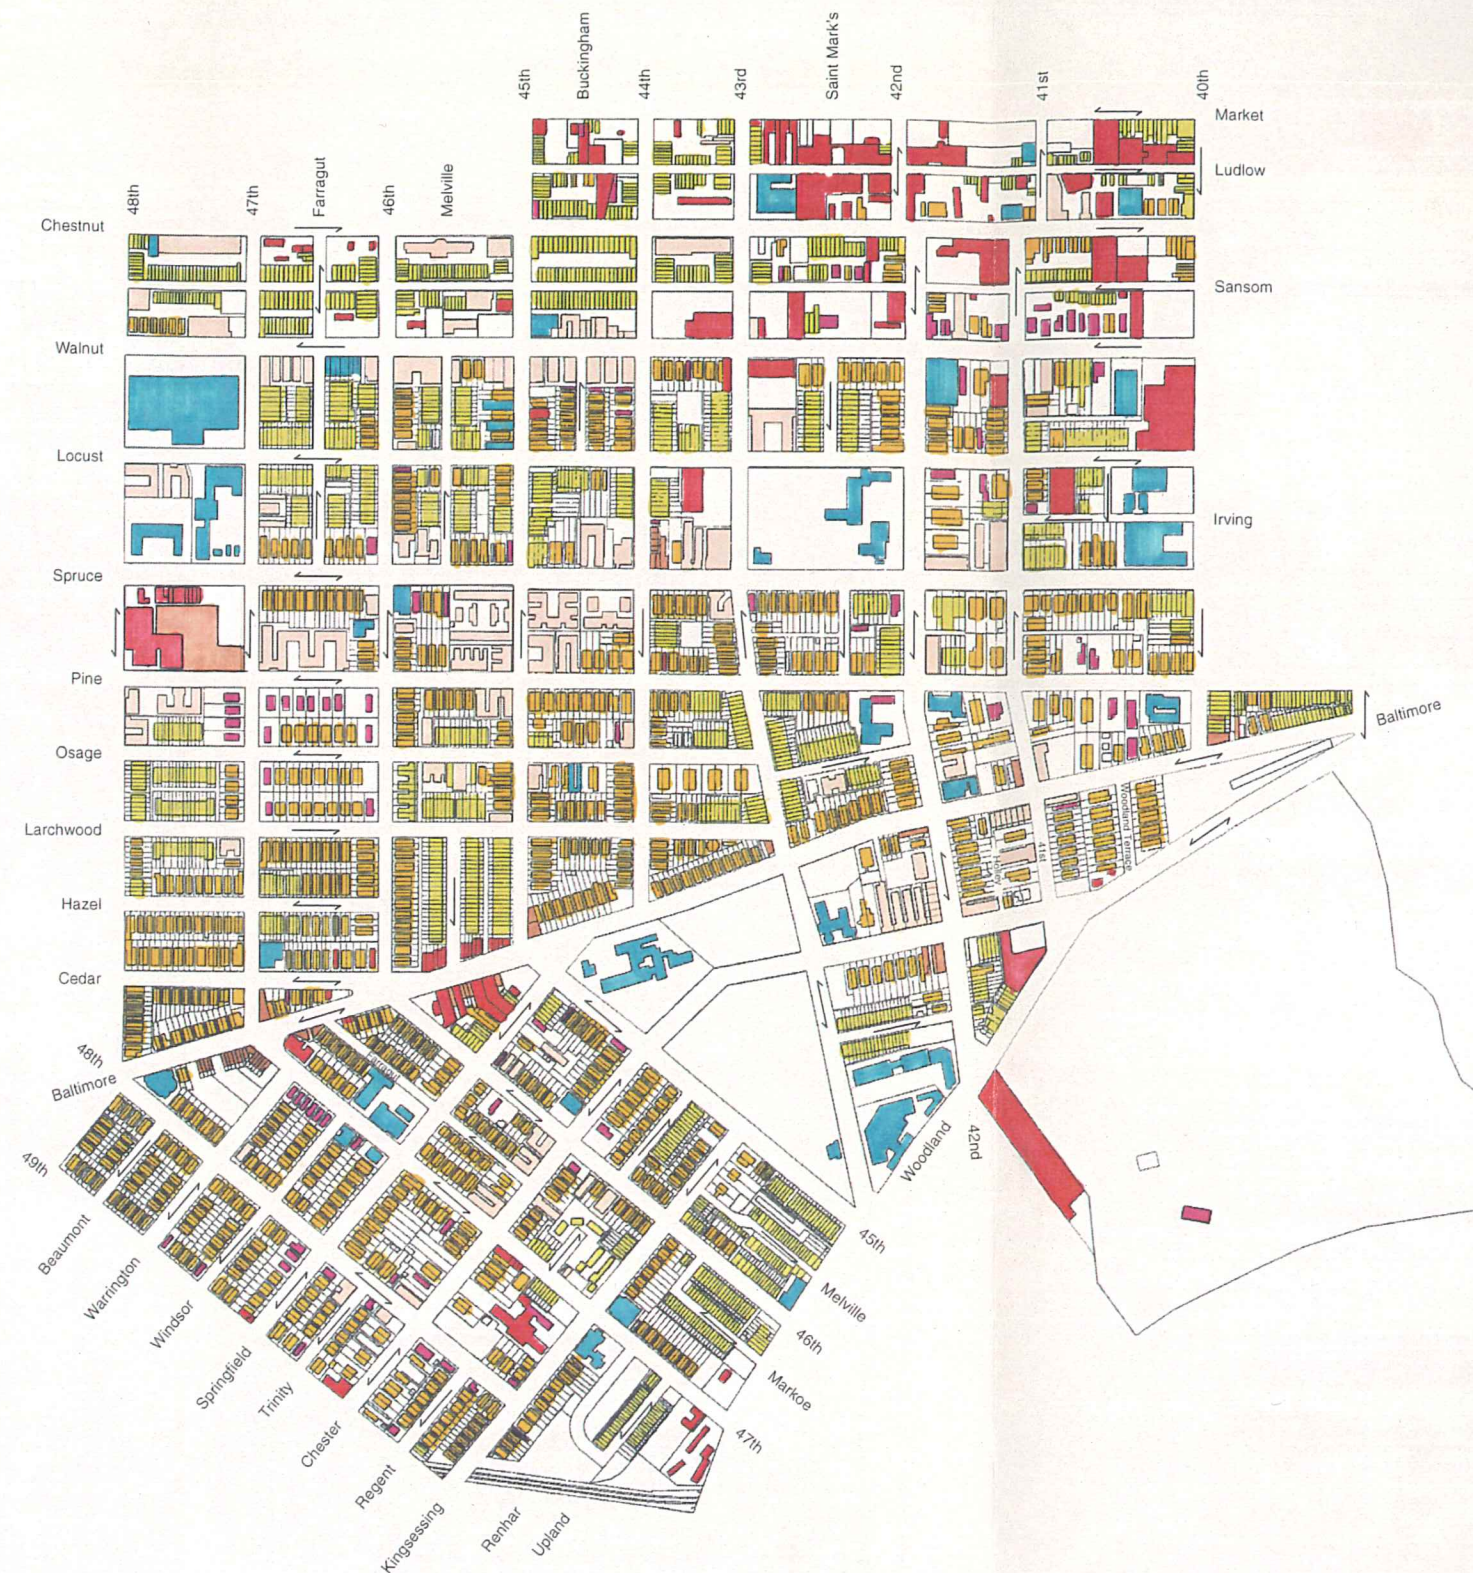 45th
Buckingham
44th
43rd
Saint Mark's
42nd
41st
40th
Market
Ludlow
48th
47th
Farragut
46th
Melville
Chestnut
Sansom
Walnut
Locust
Irving
Spruce
Pine
Baltimore
Osage
Woodland Terrace
Larchwood
41st
Holley
Hazel
Cedar
48th
Farragut
Baltimore
49th
Woodland
42nd
Beaumont
45th
Warrington
Melville
Windsor
46th
Springfield
Markoe
Trinity
47th
Chester
Regent
Kingsessing
Renhar
Upland